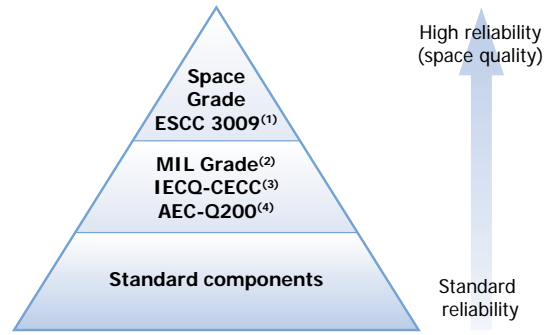 Space
Grade
ESCC 3009(1)
MIL Grade(2)
IECQ-CECC(3)
AEC-Q200(4)
Standard components
High reliability
(space quality)
Standard
reliability